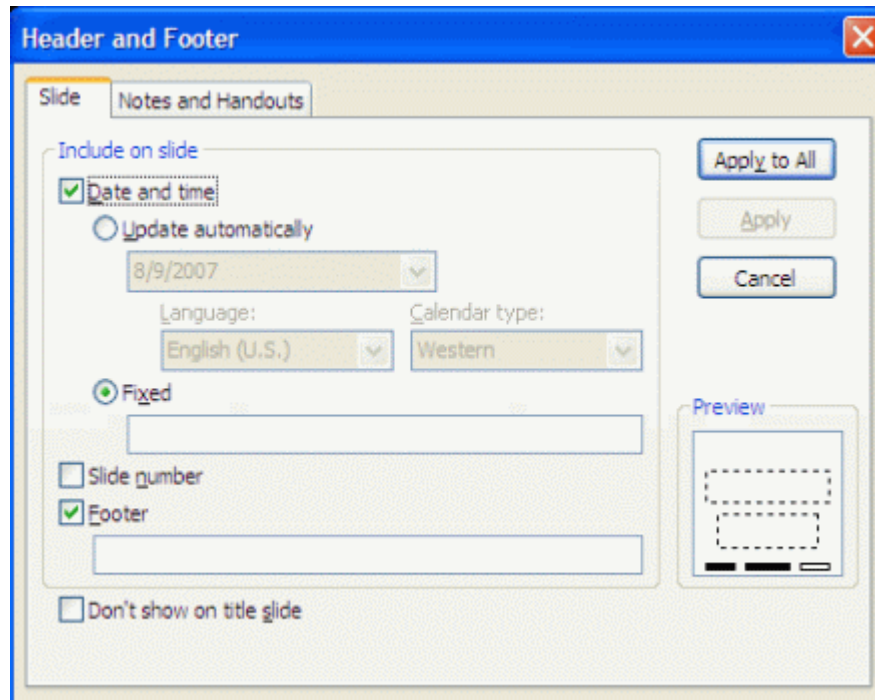 Header and Footer
Slide
Notes and Handouts
Include on slide
Date and time
Update automatically
8/9/2007
Language:
Calendar type:
English (U.S.)
Western
Fixed
Slide number
Footer
Don't show on title slide
Apply to All
Apply
Cancel
Preview